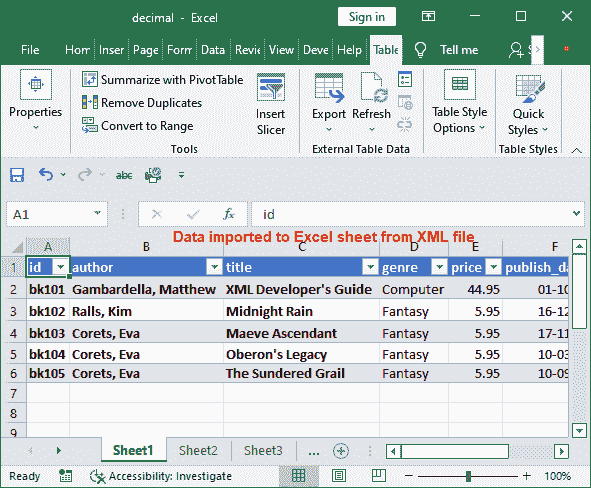 decimal - Excel
Sign in
File Hom Inser Page Form Data Revie View Deve Help Table Tell me S
Properties
Summarize with PivotTable
Remove Duplicates
Convert to Range
Tools
Insert Slicer
Export Refresh
External Table Data
Table Style Options
Quick Styles
Table Styles
abc
A1 fx id
Data imported to Excel sheet from XML file
A B C D E F
1 id author title genre price publish_da
2 bk101 Gambardella, Matthew XML Developer's Guide Computer 44.95 01-10
3 bk102 Ralls, Kim Midnight Rain Fantasy 5.95 16-12
4 bk103 Corets, Eva Maeve Ascendant Fantasy 5.95 17-11
5 bk104 Corets, Eva Oberon's Legacy Fantasy 5.95 10-03
6 bk105 Corets, Eva The Sundered Grail Fantasy 5.95 10-09
7
8
9
Sheet1 Sheet2 Sheet3 ...
Ready Accessibility: Investigate 100%